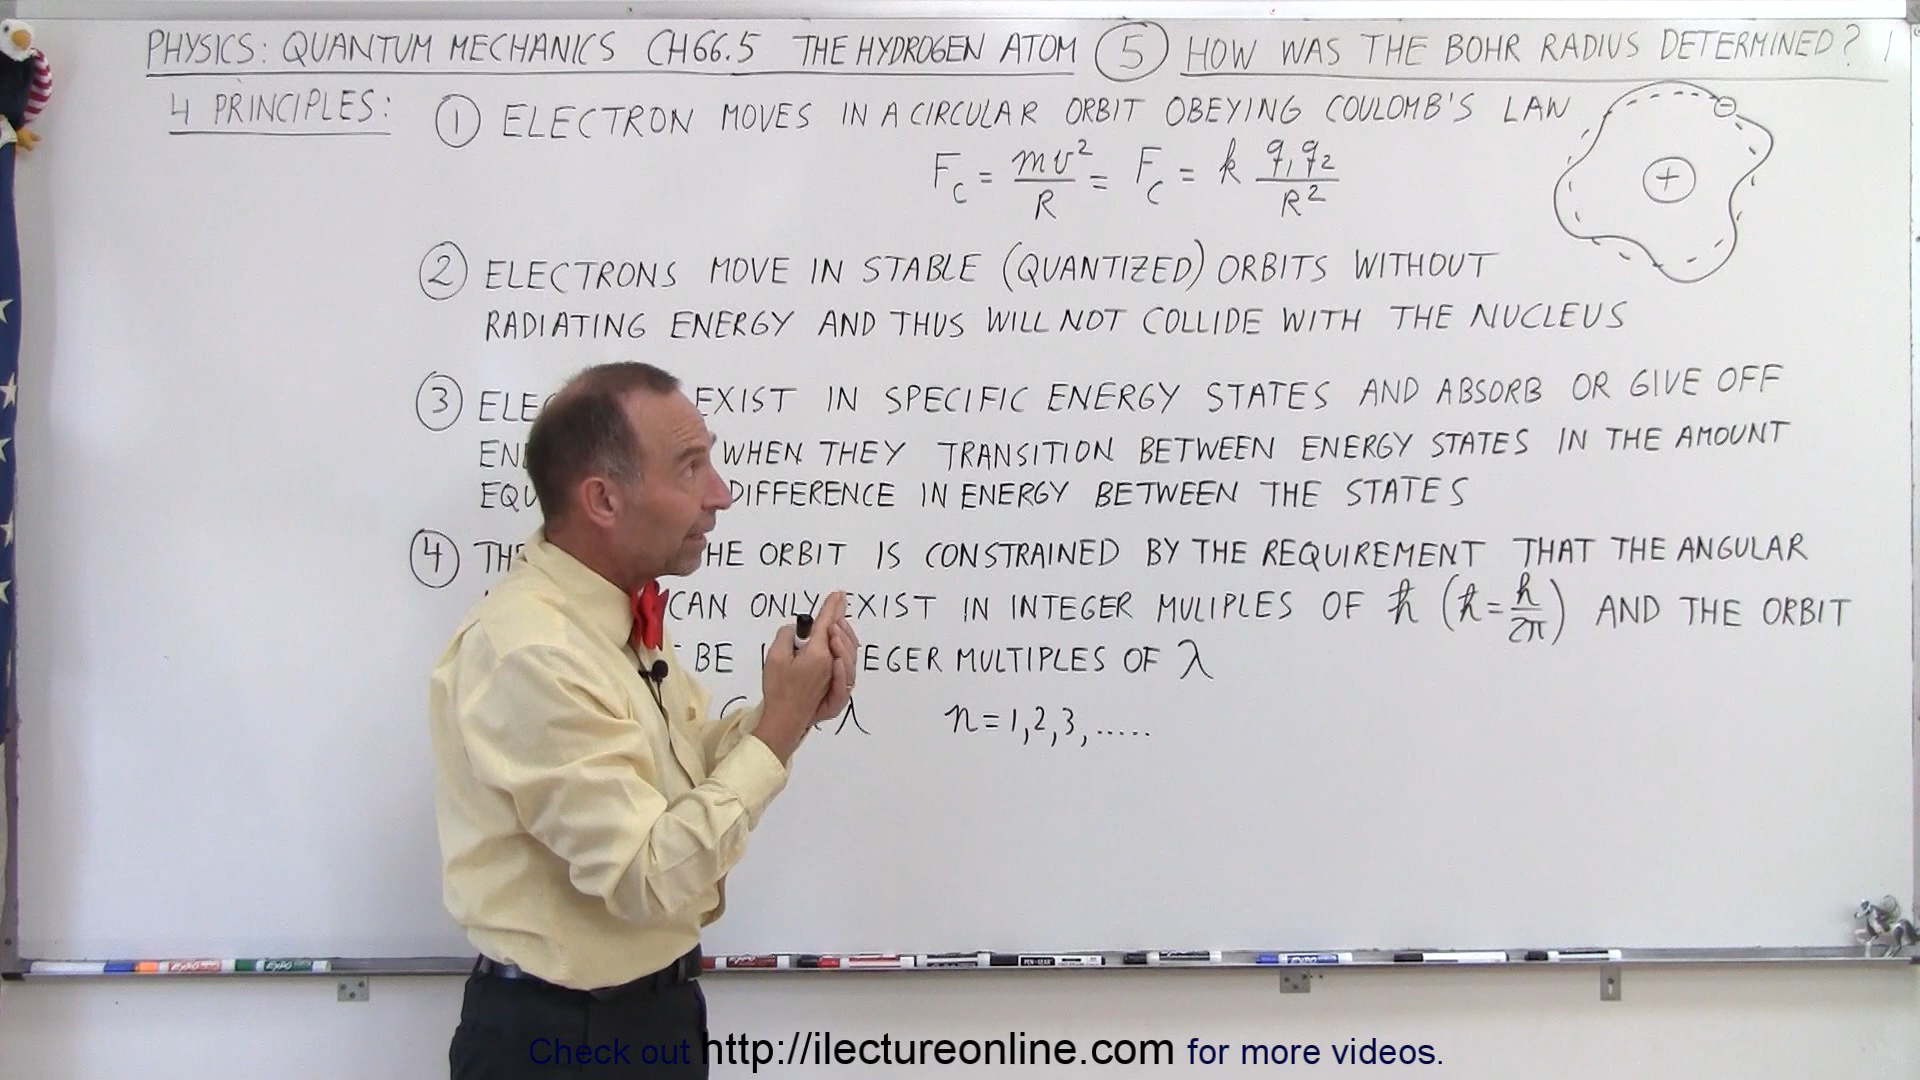 PHYSICS: QUANTUM MECHANICS CH66.5 THE HYDROGEN ATOM ⑤ HOW WAS THE BOHR RADIUS DETERMINED? 1
4 PRINCIPLES: ① ELECTRON MOVES IN A CIRCULAR ORBIT OBEYING COULOMB'S LAW
F_C = mv²/R = F_C = k q₁q₂/R²
② ELECTRONS MOVE IN STABLE (QUANTIZED) ORBITS WITHOUT
RADIATING ENERGY AND THUS WILL NOT COLLIDE WITH THE NUCLEUS
③ EXIST IN SPECIFIC ENERGY STATES AND ABSORB OR GIVE OFF
WHEN THEY TRANSITION BETWEEN ENERGY STATES IN THE AMOUNT
DIFFERENCE IN ENERGY BETWEEN THE STATES
④ ORBIT IS CONSTRAINED BY THE REQUIREMENT THAT THE ANGULAR
CAN ONLY EXIST IN INTEGER MULIPLES OF ħ (ħ = h/2π) AND THE ORBIT
BE MULTIPLES OF λ
λ n = 1, 2, 3, .....
Check out http://ilectureonline.com for more videos.